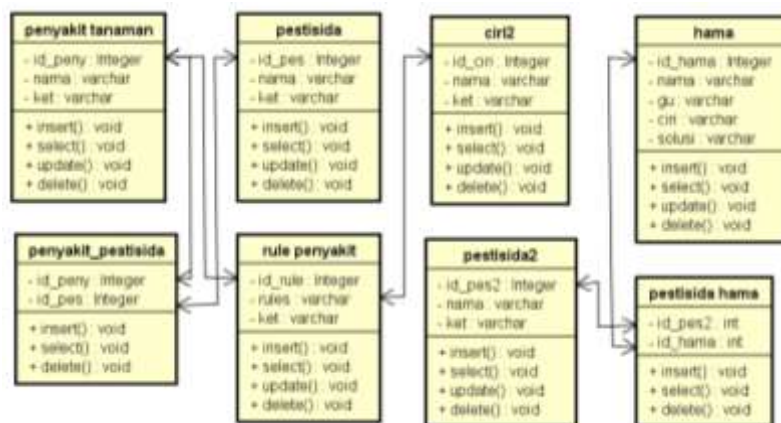 penyakit tanaman
- id_peny : Integer
- nama : varchar
- ket : varchar
+ insert() : void
+ select() : void
+ update() : void
+ delete() : void
pestisida
- id_pes : Integer
- nama : varchar
- ket : varchar
+ insert() : void
+ select() : void
+ update() : void
+ delete() : void
ciri2
- id_ciri : Integer
- nama : varchar
- ket : varchar
+ insert() : void
+ select() : void
+ update() : void
+ delete() : void
hama
- id_hama : Integer
- nama : varchar
- gu : varchar
- ciri : varchar
- solusi : varchar
+ insert() : void
+ select() : void
+ update() : void
+ delete() : void
penyakit_pestisida
- id_peny : Integer
- id_pes : Integer
+ insert() : void
+ select() : void
+ delete() : void
rule penyakit
- id_rule : Integer
- rules : varchar
- ket : varchar
+ insert() : void
+ select() : void
+ update() : void
+ delete() : void
pestisida2
- id_pes2 : Integer
- nama : varchar
- ket : varchar
+ insert() : void
+ select() : void
+ update() : void
+ delete() : void
pestisida hama
- id_pes2 : int
- id_hama : int
+ insert() : void
+ select() : void
+ delete() : void